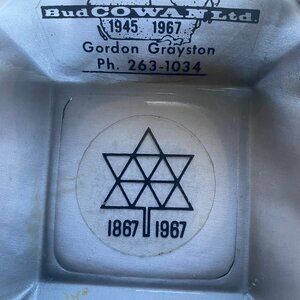 Bud COWAN Ltd.
1945 1967
Gordon Grayston
Ph. 263-1034
1867 1967